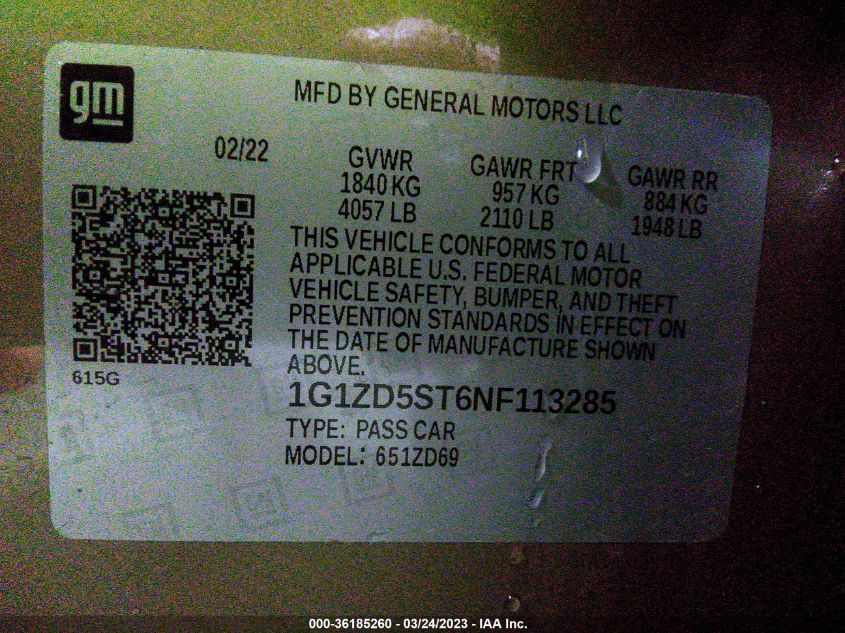 gm
MFD BY GENERAL MOTORS LLC
02/22
GVWR
1840 KG
4057 LB
GAWR FRT
957 KG
2110 LB
GAWR RR
884 KG
1948 LB
THIS VEHICLE CONFORMS TO ALL
APPLICABLE U.S. FEDERAL MOTOR
VEHICLE SAFETY, BUMPER, AND THEFT
PREVENTION STANDARDS IN EFFECT ON
THE DATE OF MANUFACTURE SHOWN
ABOVE.
615G
1G1ZD5ST6NF113285
TYPE: PASS CAR
MODEL: 651ZD69
000-36185260 - 03/24/2023 - IAA Inc.